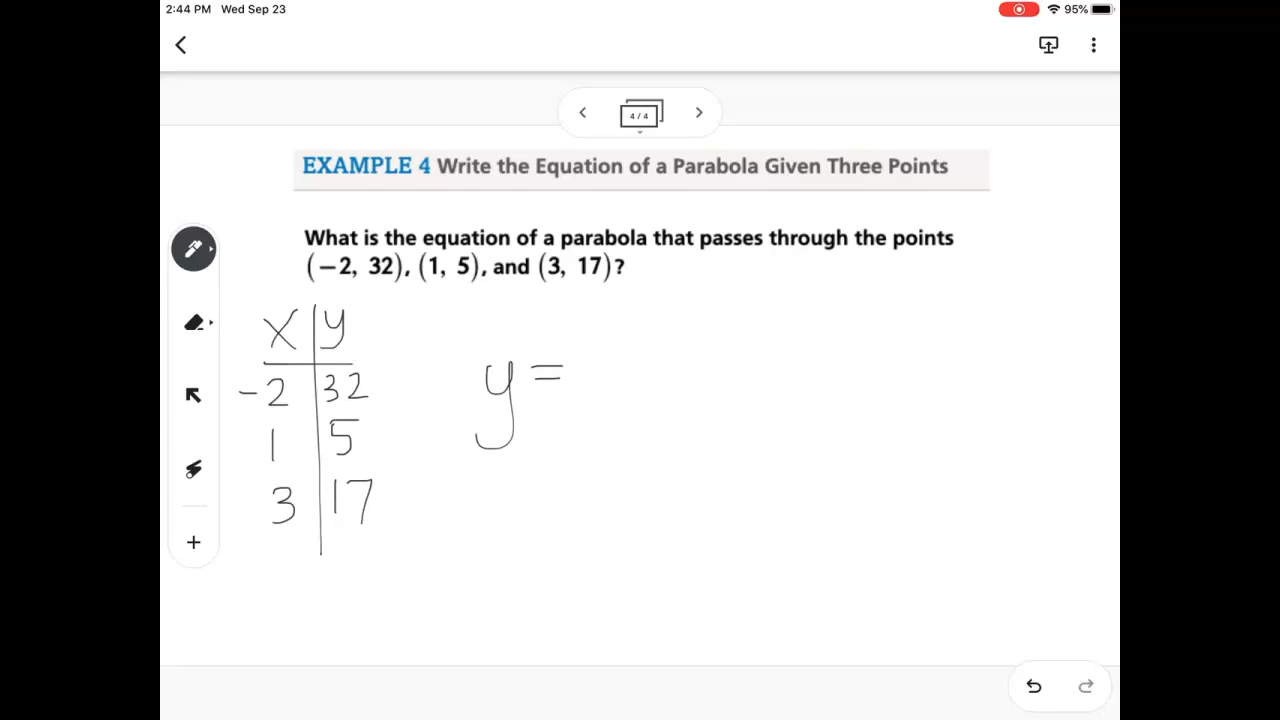 2:44 PM Wed Sep 23
95%
4 / 4
EXAMPLE 4 Write the Equation of a Parabola Given Three Points
What is the equation of a parabola that passes through the points
(−2, 32), (1, 5), and (3, 17)?
x y
-2 32
1 5
3 17
y =